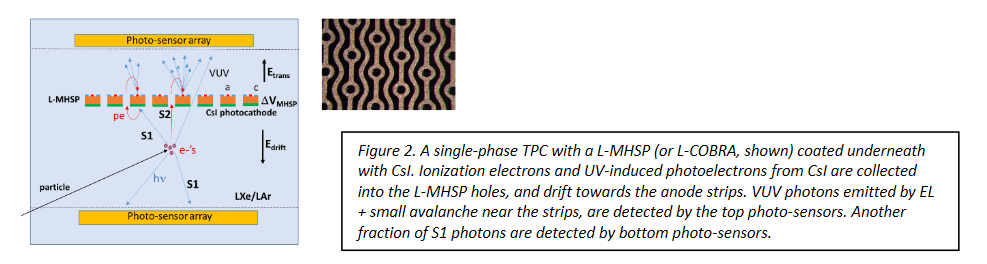 Photo-sensor array
VUV
E trans
a
c
L-MHSP
ΔV MHSP
CsI photocathode
pe
S2
S1
E drift
e-'s
particle
hν
S1
LXe/LAr
Photo-sensor array
Figure 2. A single-phase TPC with a L-MHSP (or L-COBRA, shown) coated underneath
with CsI. Ionization electrons and UV-induced photoelectrons from CsI are collected
into the L-MHSP holes, and drift towards the anode strips. VUV photons emitted by EL
+ small avalanche near the strips, are detected by the top photo-sensors. Another
fraction of S1 photons are detected by bottom photo-sensors.